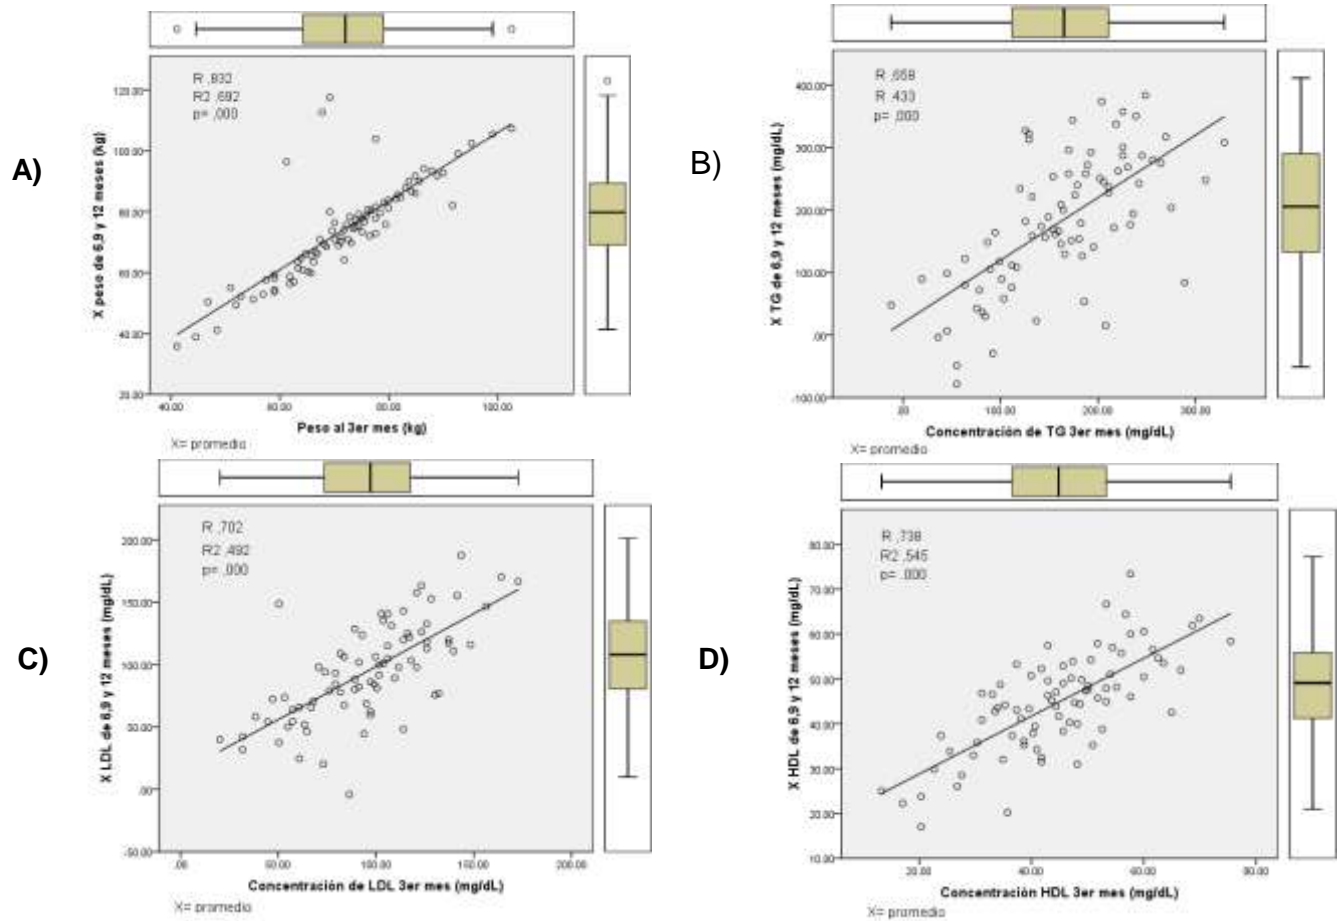 A)
R ,832
R2 ,692
p= ,000
120.00
100.00
80.00
60.00
40.00
20.00
X peso de 6,9 y 12 meses (kg)
40.00 60.00 80.00 100.00
Peso al 3er mes (kg)
X= promedio
B)
R ,658
R ,433
p= ,000
400.00
300.00
200.00
100.00
.00
-100.00
X TG de 6,9 y 12 meses (mg/dL)
.00 100.00 200.00 300.00
Concentración de TG 3er mes (mg/dL)
X= promedio
C)
R ,702
R2 ,492
p= ,000
200.00
150.00
100.00
50.00
.00
-50.00
X LDL de 6,9 y 12 meses (mg/dL)
.00 50.00 100.00 150.00 200.00
Concentración de LDL 3er mes (mg/dL)
X= promedio
D)
R ,738
R2 ,545
p= ,000
80.00
70.00
60.00
50.00
40.00
30.00
20.00
10.00
X HDL de 6,9 y 12 meses (mg/dL)
20.00 40.00 60.00 80.00
Concentración HDL 3er mes (mg/dL)
X= promedio